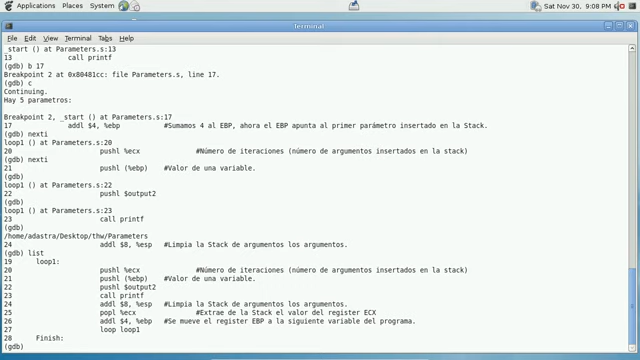 Applications Places System
Sat Nov 30, 9:08 PM
Terminal
File Edit View Terminal Tabs Help
_start () at Parameters.s:13
13 call printf
(gdb) b 17
Breakpoint 2 at 0x80481cc: file Parameters.s, line 17.
(gdb) c
Continuing.
Hay 5 parametros:
Breakpoint 2, _start () at Parameters.s:17
17 addl $4, %ebp #Sumamos 4 al EBP, ahora el EBP apunta al primer parámetro insertado en la Stack.
(gdb) nexti
loop1 () at Parameters.s:20
20 pushl %ecx #Número de iteraciones (número de argumentos insertados en la stack)
(gdb) nexti
21 pushl (%ebp) #Valor de una variable.
(gdb)
loop1 () at Parameters.s:22
22 pushl $output2
(gdb)
loop1 () at Parameters.s:23
23 call printf
(gdb)
/home/adastra/Desktop/thw/Parameters
24 addl $8, %esp #Limpia la Stack de argumentos los argumentos.
(gdb) list
19 loop1:
20 pushl %ecx #Número de iteraciones (número de argumentos insertados en la stack)
21 pushl (%ebp) #Valor de una variable.
22 pushl $output2
23 call printf
24 addl $8, %esp #Limpia la Stack de argumentos los argumentos.
25 popl %ecx #Extrae de la Stack el valor del register ECX
26 addl $4, %ebp #Se mueve el register EBP a la siguiente variable del programa.
27 loop loop1
28 Finish:
(gdb)